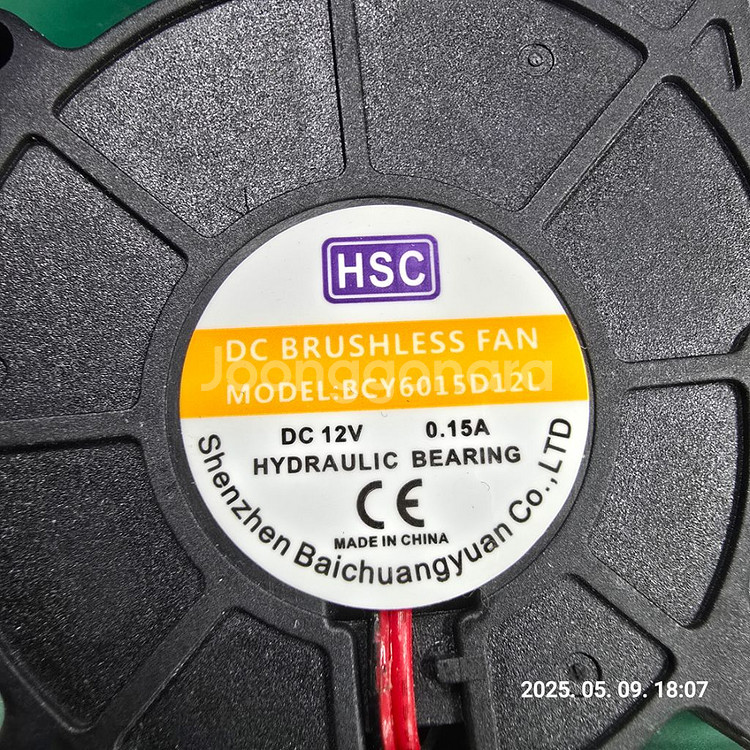 HSC
DC BRUSHLESS FAN
Joonggonara
MODEL:BCY6015D12L
DC 12V 0.15A
HYDRAULIC BEARING
CE
MADE IN CHINA
Shenzhen Baichuangyuan Co.,LTD
2025. 05. 09. 18:07